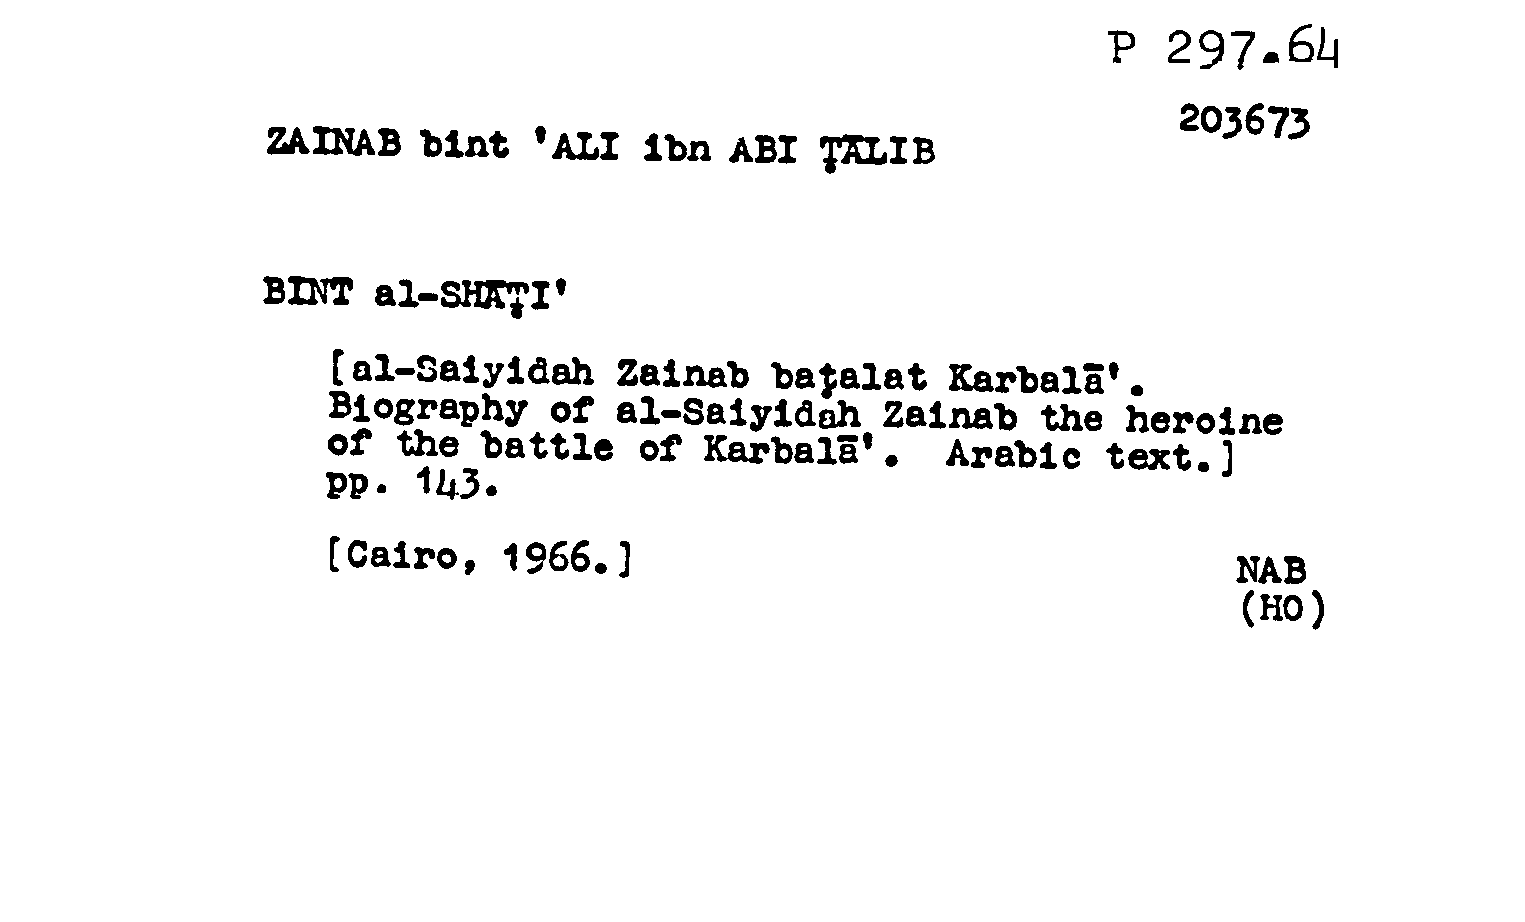 P 297.64
203673
ZAINAB bint 'ALI ibn ABI ṬĀLIB
BINT al-SHĀṬI'
[al-Saiyidah Zainab baṭalat Karbalā'.
Biography of al-Saiyidah Zainab the heroine
of the battle of Karbalā'.  Arabic text.]
pp. 143.
[Cairo, 1966.]
NAB
(HO)